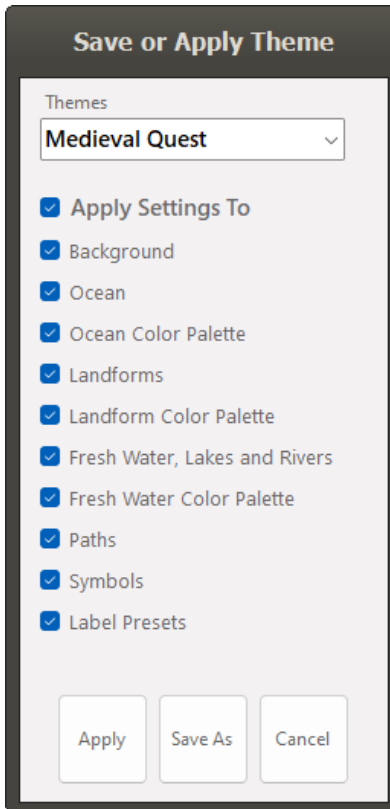 Save or Apply Theme
Themes
Medieval Quest
Apply Settings To
Background
Ocean
Ocean Color Palette
Landforms
Landform Color Palette
Fresh Water, Lakes and Rivers
Fresh Water Color Palette
Paths
Symbols
Label Presets
Apply Save As Cancel